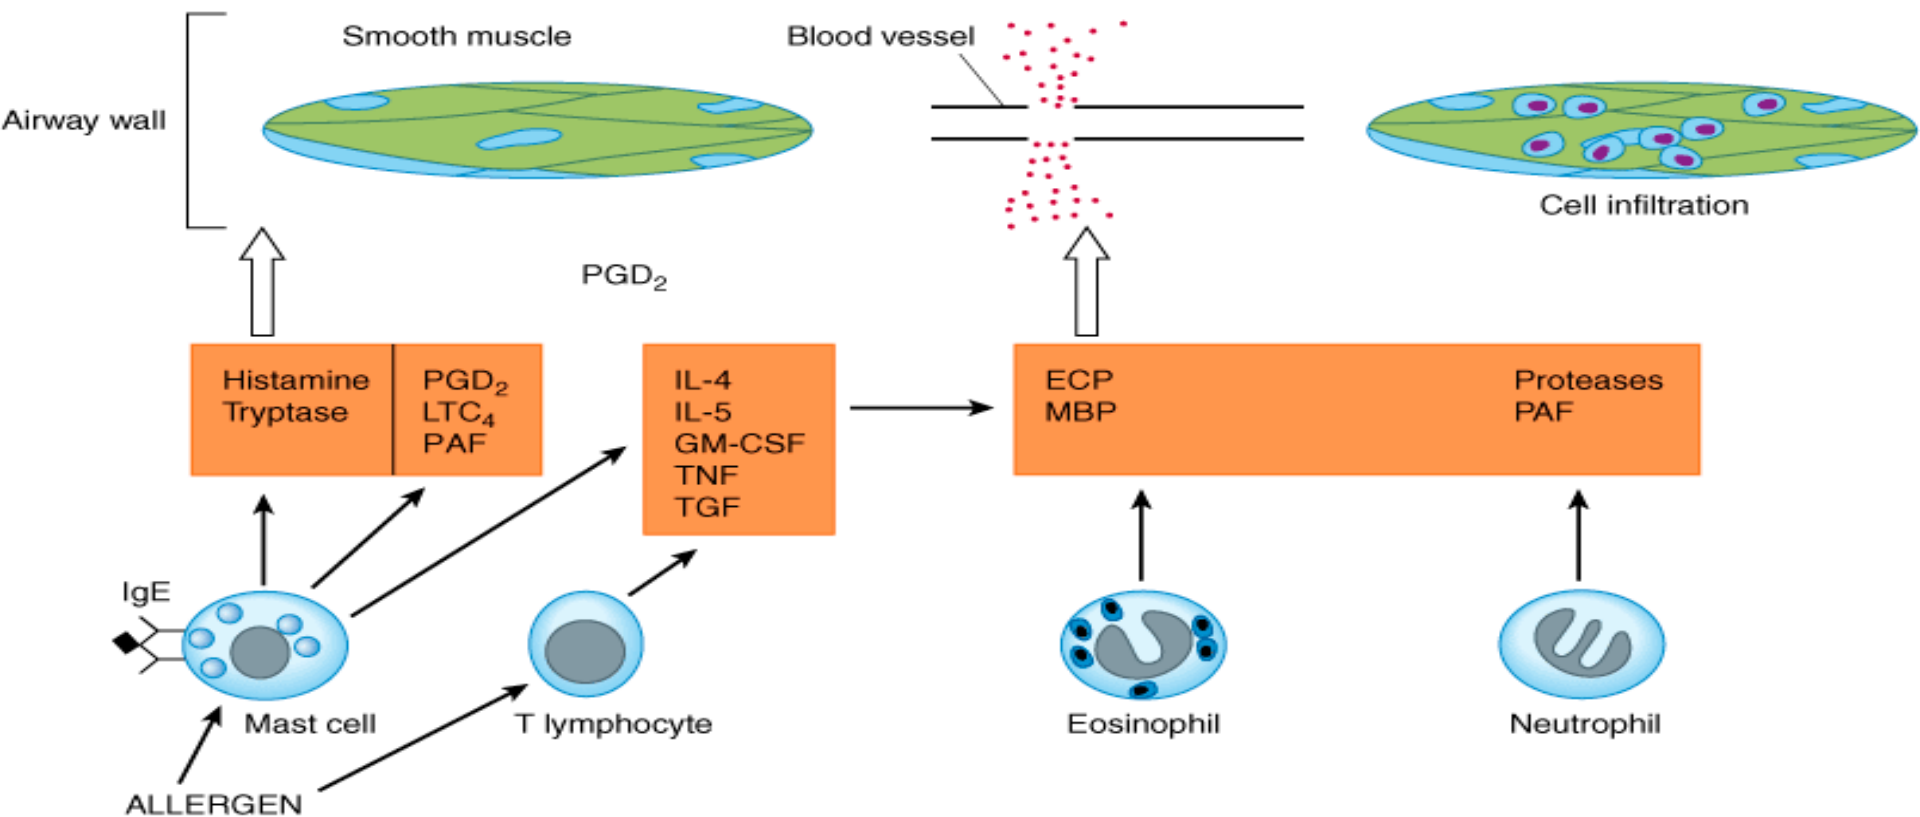 Smooth muscle
Blood vessel
Airway wall
Cell infiltration
PGD₂
Histamine
Tryptase
PGD₂
LTC₄
PAF
IL-4
IL-5
GM-CSF
TNF
TGF
ECP
MBP
Proteases
PAF
IgE
Mast cell
T lymphocyte
Eosinophil
Neutrophil
ALLERGEN